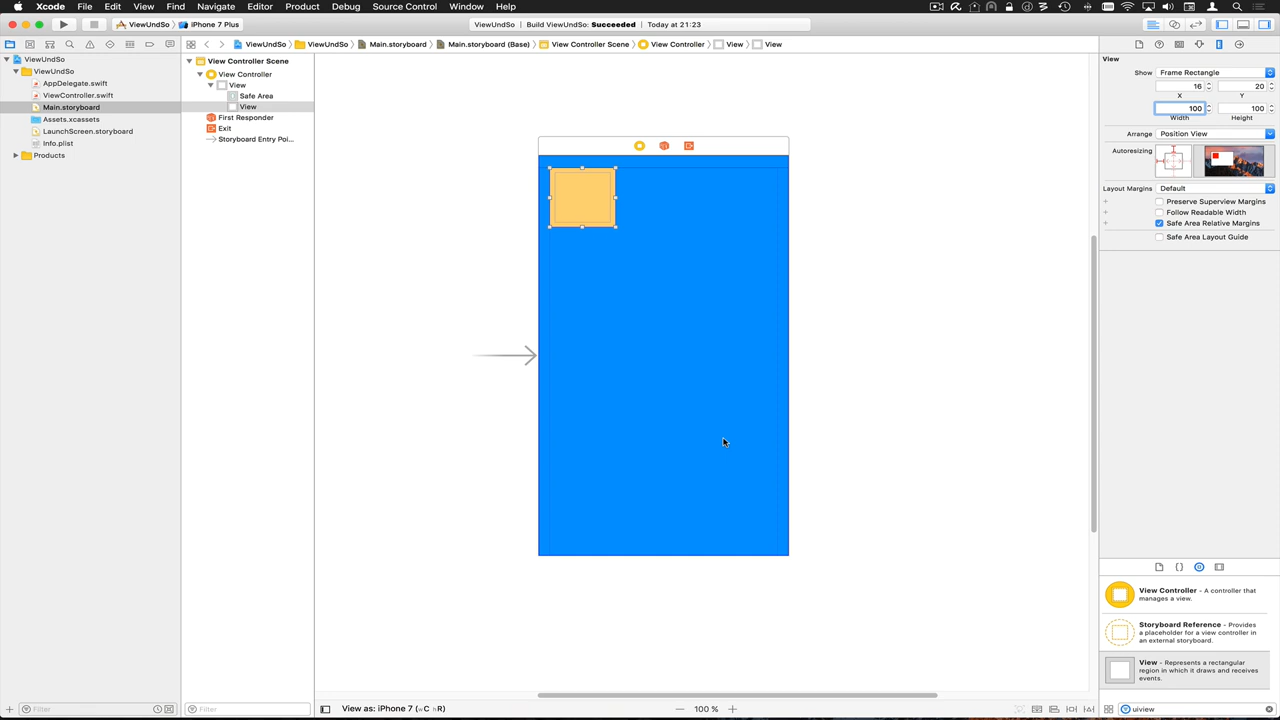 Xcode File Edit View Find Navigate Editor Product Debug Source Control Window Help
ViewUndSo iPhone 7 Plus
ViewUndSo Build ViewUndSo: Succeeded Today at 21:23
ViewUndSo ViewUndSo Main.storyboard Main.storyboard (Base) View Controller Scene View Controller View View
ViewUndSo
ViewUndSo
AppDelegate.swift
ViewController.swift
Main.storyboard
Assets.xcassets
LaunchScreen.storyboard
Info.plist
Products
View Controller Scene
View Controller
View
Safe Area
View
First Responder
Exit
Storyboard Entry Poi...
View
Show Frame Rectangle
16 20
X Y
100 100
Width Height
Arrange Position View
Autoresizing
Layout Margins Default
Preserve Superview Margins
Follow Readable Width
Safe Area Relative Margins
Safe Area Layout Guide
View Controller - A controller that
manages a view.
Storyboard Reference - Provides
a placeholder for a view controller in
an external storyboard.
View - Represents a rectangular
region in which it draws and receives
events.
Filter
Filter
View as: iPhone 7 (wC hR)
— 100 % +
uiview